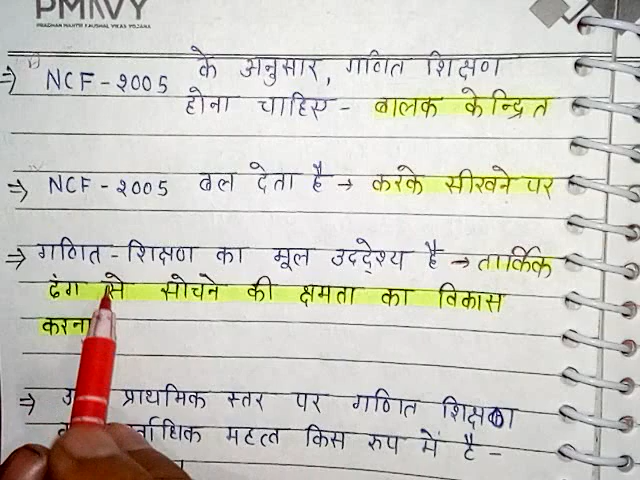 PMKVY
PRADHAN MANTRI KAUSHAL VIKAS YOJANA
⇒ NCF-2005 के अनुसार, गणित शिक्षण
होना चाहिए - बालक केन्द्रित
⇒ NCF-2005 बल देता है → करके सीखने पर
⇒ गणित-शिक्षण का मूल उद्देश्य है → तार्किक
ढंग से सोचने की क्षमता का विकास
करना
⇒ प्राथमिक स्तर पर गणित शिक्षण
महत्व किस रुप में है -